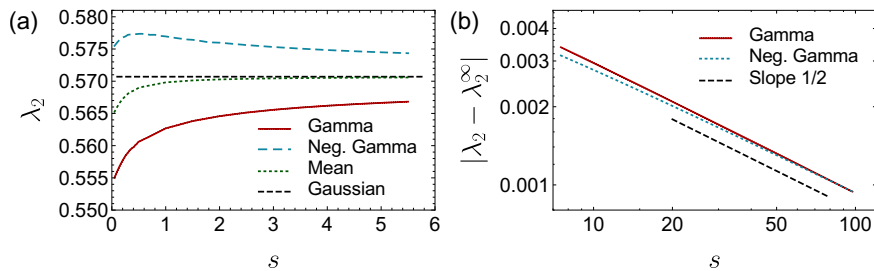 (a)
0.580
0.575
0.570
0.565
0.560
0.555
0.550
λ₂
0 1 2 3 4 5 6
s
Gamma
Neg. Gamma
Mean
Gaussian
(b)
0.004
0.003
0.002
0.001
|λ₂ − λ₂^∞|
10 20 50 100
s
Gamma
Neg. Gamma
Slope 1/2